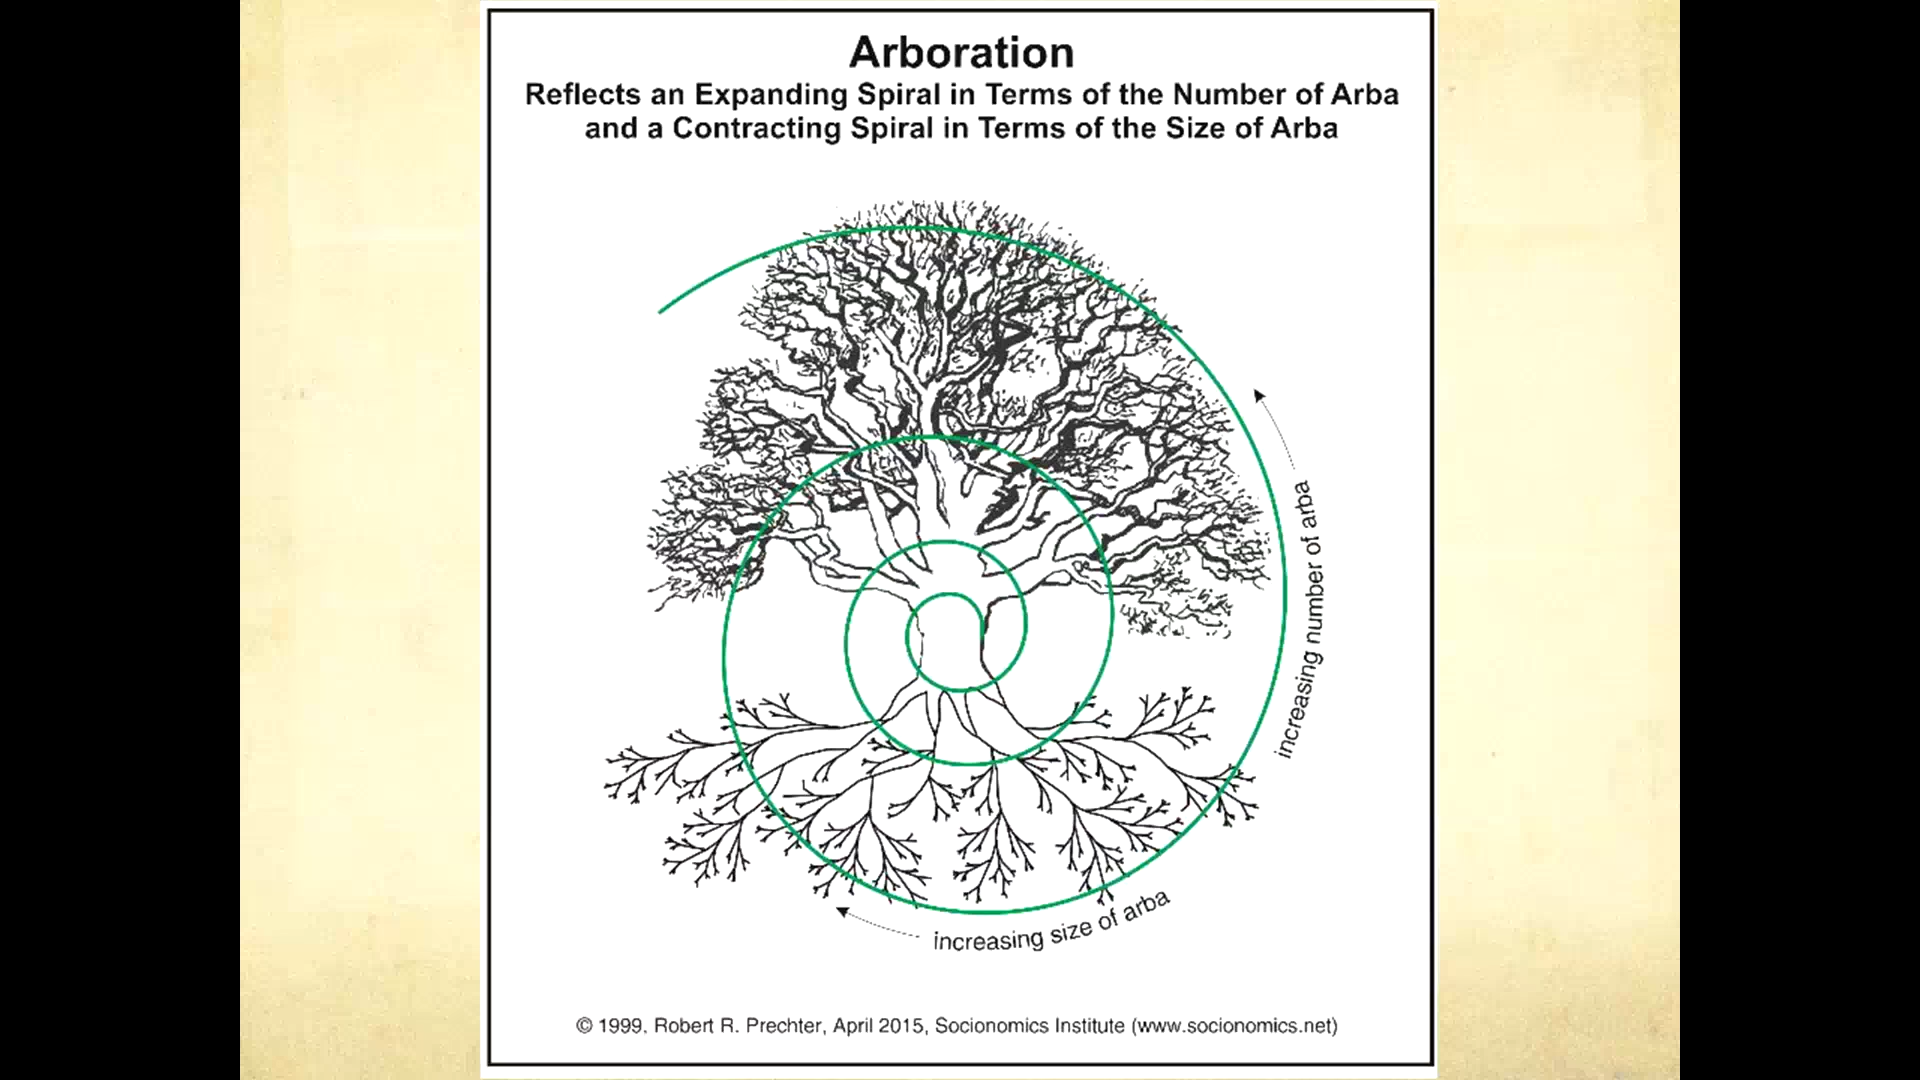 Arboration
Reflects an Expanding Spiral in Terms of the Number of Arba
and a Contracting Spiral in Terms of the Size of Arba
increasing number of arba
increasing size of arba
© 1999. Robert R. Prechter, April 2015, Socionomics Institute (www.socionomics.net)